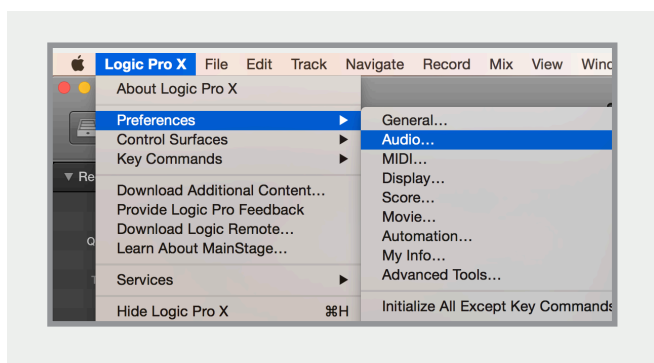 Logic Pro X File Edit Track Navigate Record Mix View
About Logic Pro X
Preferences
Control Surfaces
Key Commands
Download Additional Content...
Provide Logic Pro Feedback
Download Logic Remote...
Learn About MainStage...
Services
Hide Logic Pro X ⌘H
General...
Audio...
MIDI...
Display...
Score...
Movie...
Automation...
My Info...
Advanced Tools...
Initialize All Except Key Commands